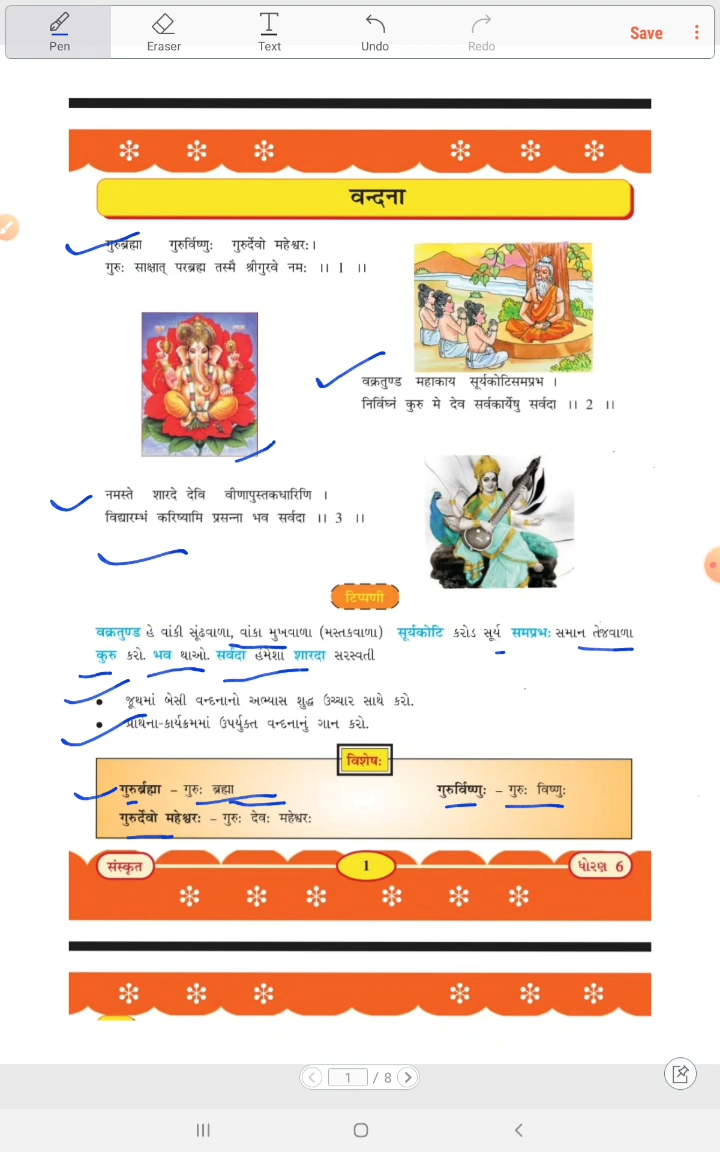 Pen
Eraser
Text
Undo
Redo
Save
वन्दना
गुरुर्ब्रह्मा गुरुर्विष्णुः गुरुर्देवो महेश्वरः।
गुरुः साक्षात् परब्रह्म तस्मै श्रीगुरवे नमः ।। 1 ।।
वक्रतुण्ड महाकाय सूर्यकोटिसमप्रभ ।
निर्विघ्नं कुरु मे देव सर्वकार्येषु सर्वदा ।। 2 ।।
नमस्ते शारदे देवि वीणापुस्तकधारिणि ।
विद्यारम्भं करिष्यामि प्रसन्ना भव सर्वदा ।। 3 ।।
टिप्पणी
वक्रतुण्ड હે વાંકી સૂંઢવાળા, વાંકા મુખવાળા (મસ્તકવાળા) सूर्यकोटि કરોડ સૂર્ય समप्रभः સમાન તેજવાળા
कुरु કરો. भव થાઓ. सर्वदा હંમેશા शारदा સરસ્વતી
• જૂથમાં બેસી વન્દનાનો અભ્યાસ શુદ્ધ ઉચ્ચાર સાથે કરો.
• પ્રાર્થના-કાર્યક્રમમાં ઉપર્યુક્ત વન્દનાનું ગાન કરો.
विशेषः
गुरुर्ब्रह्मा – गुरुः ब्रह्मा गुरुर्विष्णुः – गुरुः विष्णुः
गुरुर्देवो महेश्वरः – गुरुः देवः महेश्वरः
संस्कृत 1 ધોરણ 6
1 / 8